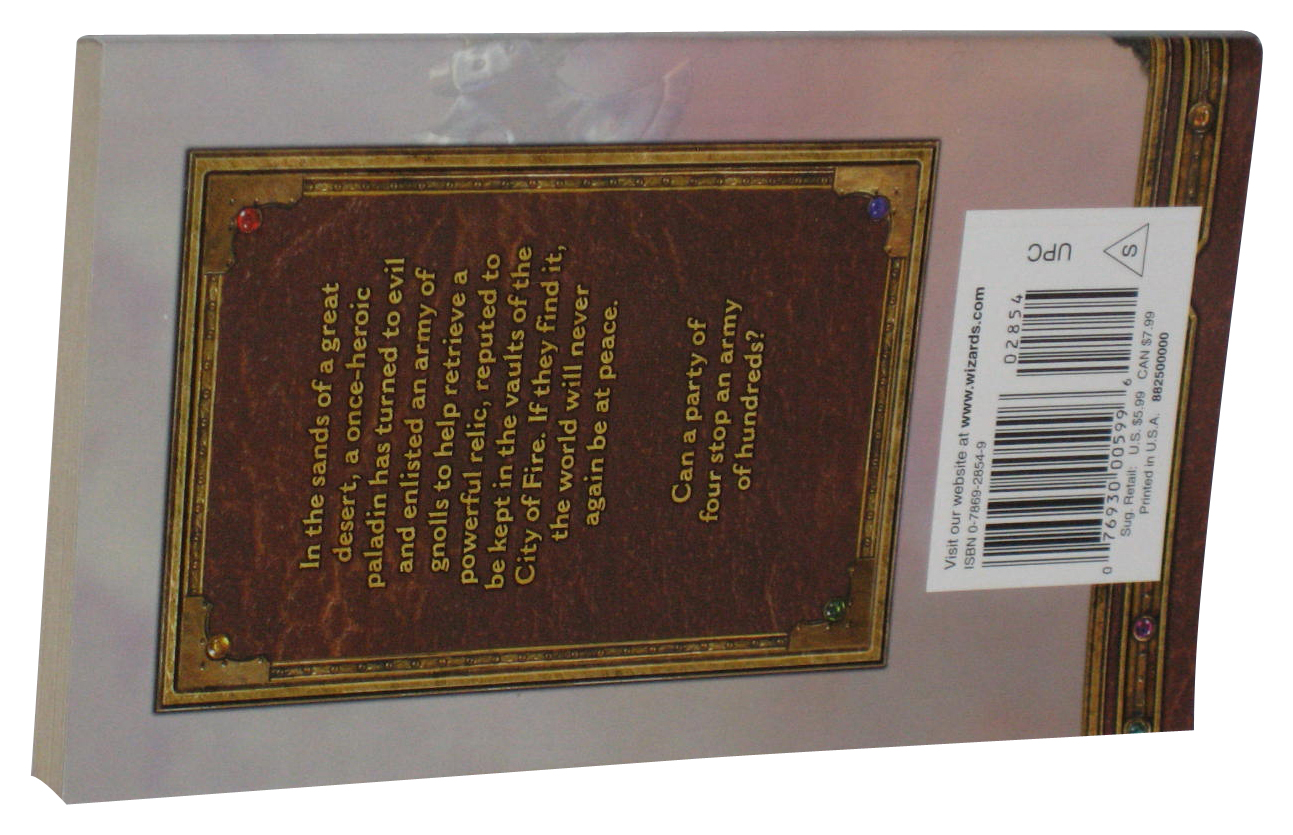 In the sands of a great
desert, a once-heroic
paladin has turned to evil
and enlisted an army of
gnolls to help retrieve a
powerful relic, reputed to
be kept in the vaults of the
City of Fire. If they find it,
the world will never
again be at peace.
Can a party of
four stop an army
of hundreds?
Visit our website at www.wizards.com
ISBN 0-7869-2854-9
02854
UPC
S
0 76930 00599 6
Sug. Retail: U.S. $5.99 CAN $7.99
Printed in U.S.A. 882500000